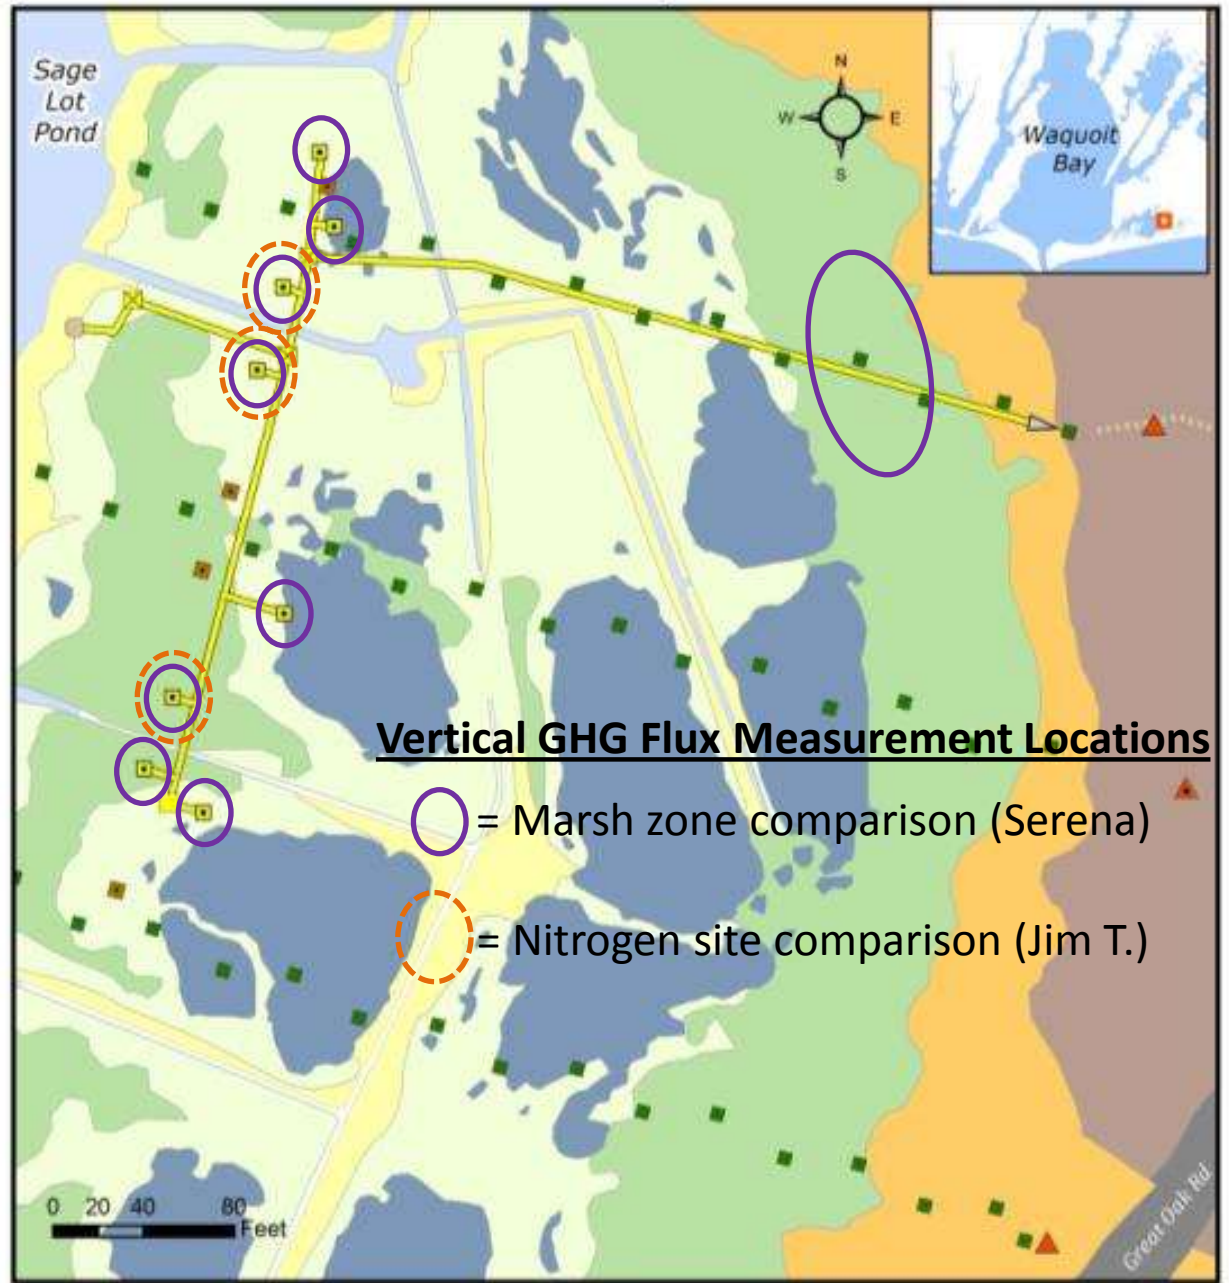 Sage
Lot
Pond
N
W
E
S
Waquoit
Bay
Vertical GHG Flux Measurement Locations
= Marsh zone comparison (Serena)
= Nitrogen site comparison (Jim T.)
0 20 40 80
Feet
Great Oak Rd